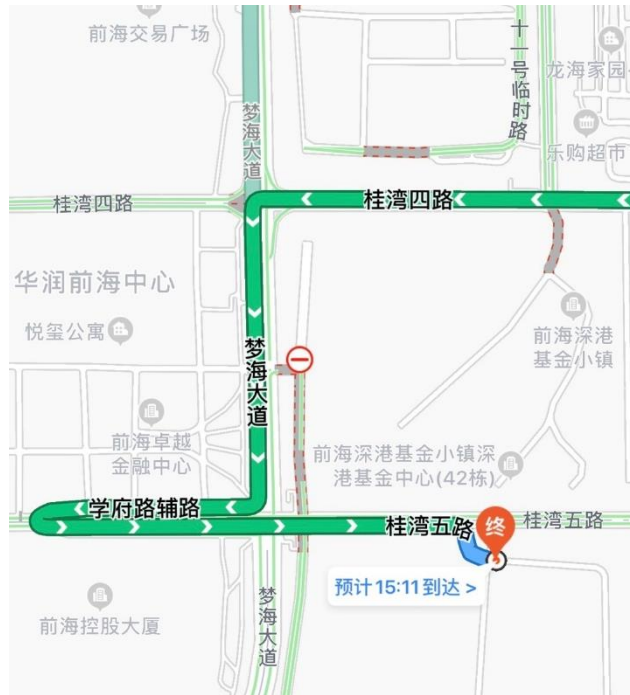 前海交易广场
十一号临时路
龙海家园
乐购超市
梦海大道
桂湾四路
桂湾四路
华润前海中心
悦玺公寓
前海深港
基金小镇
梦海大道
前海卓越
金融中心
前海深港基金小镇深
港基金中心(42栋)
学府路辅路
桂湾五路
终
桂湾五路
预计15:11到达 >
前海控股大厦
梦海大道